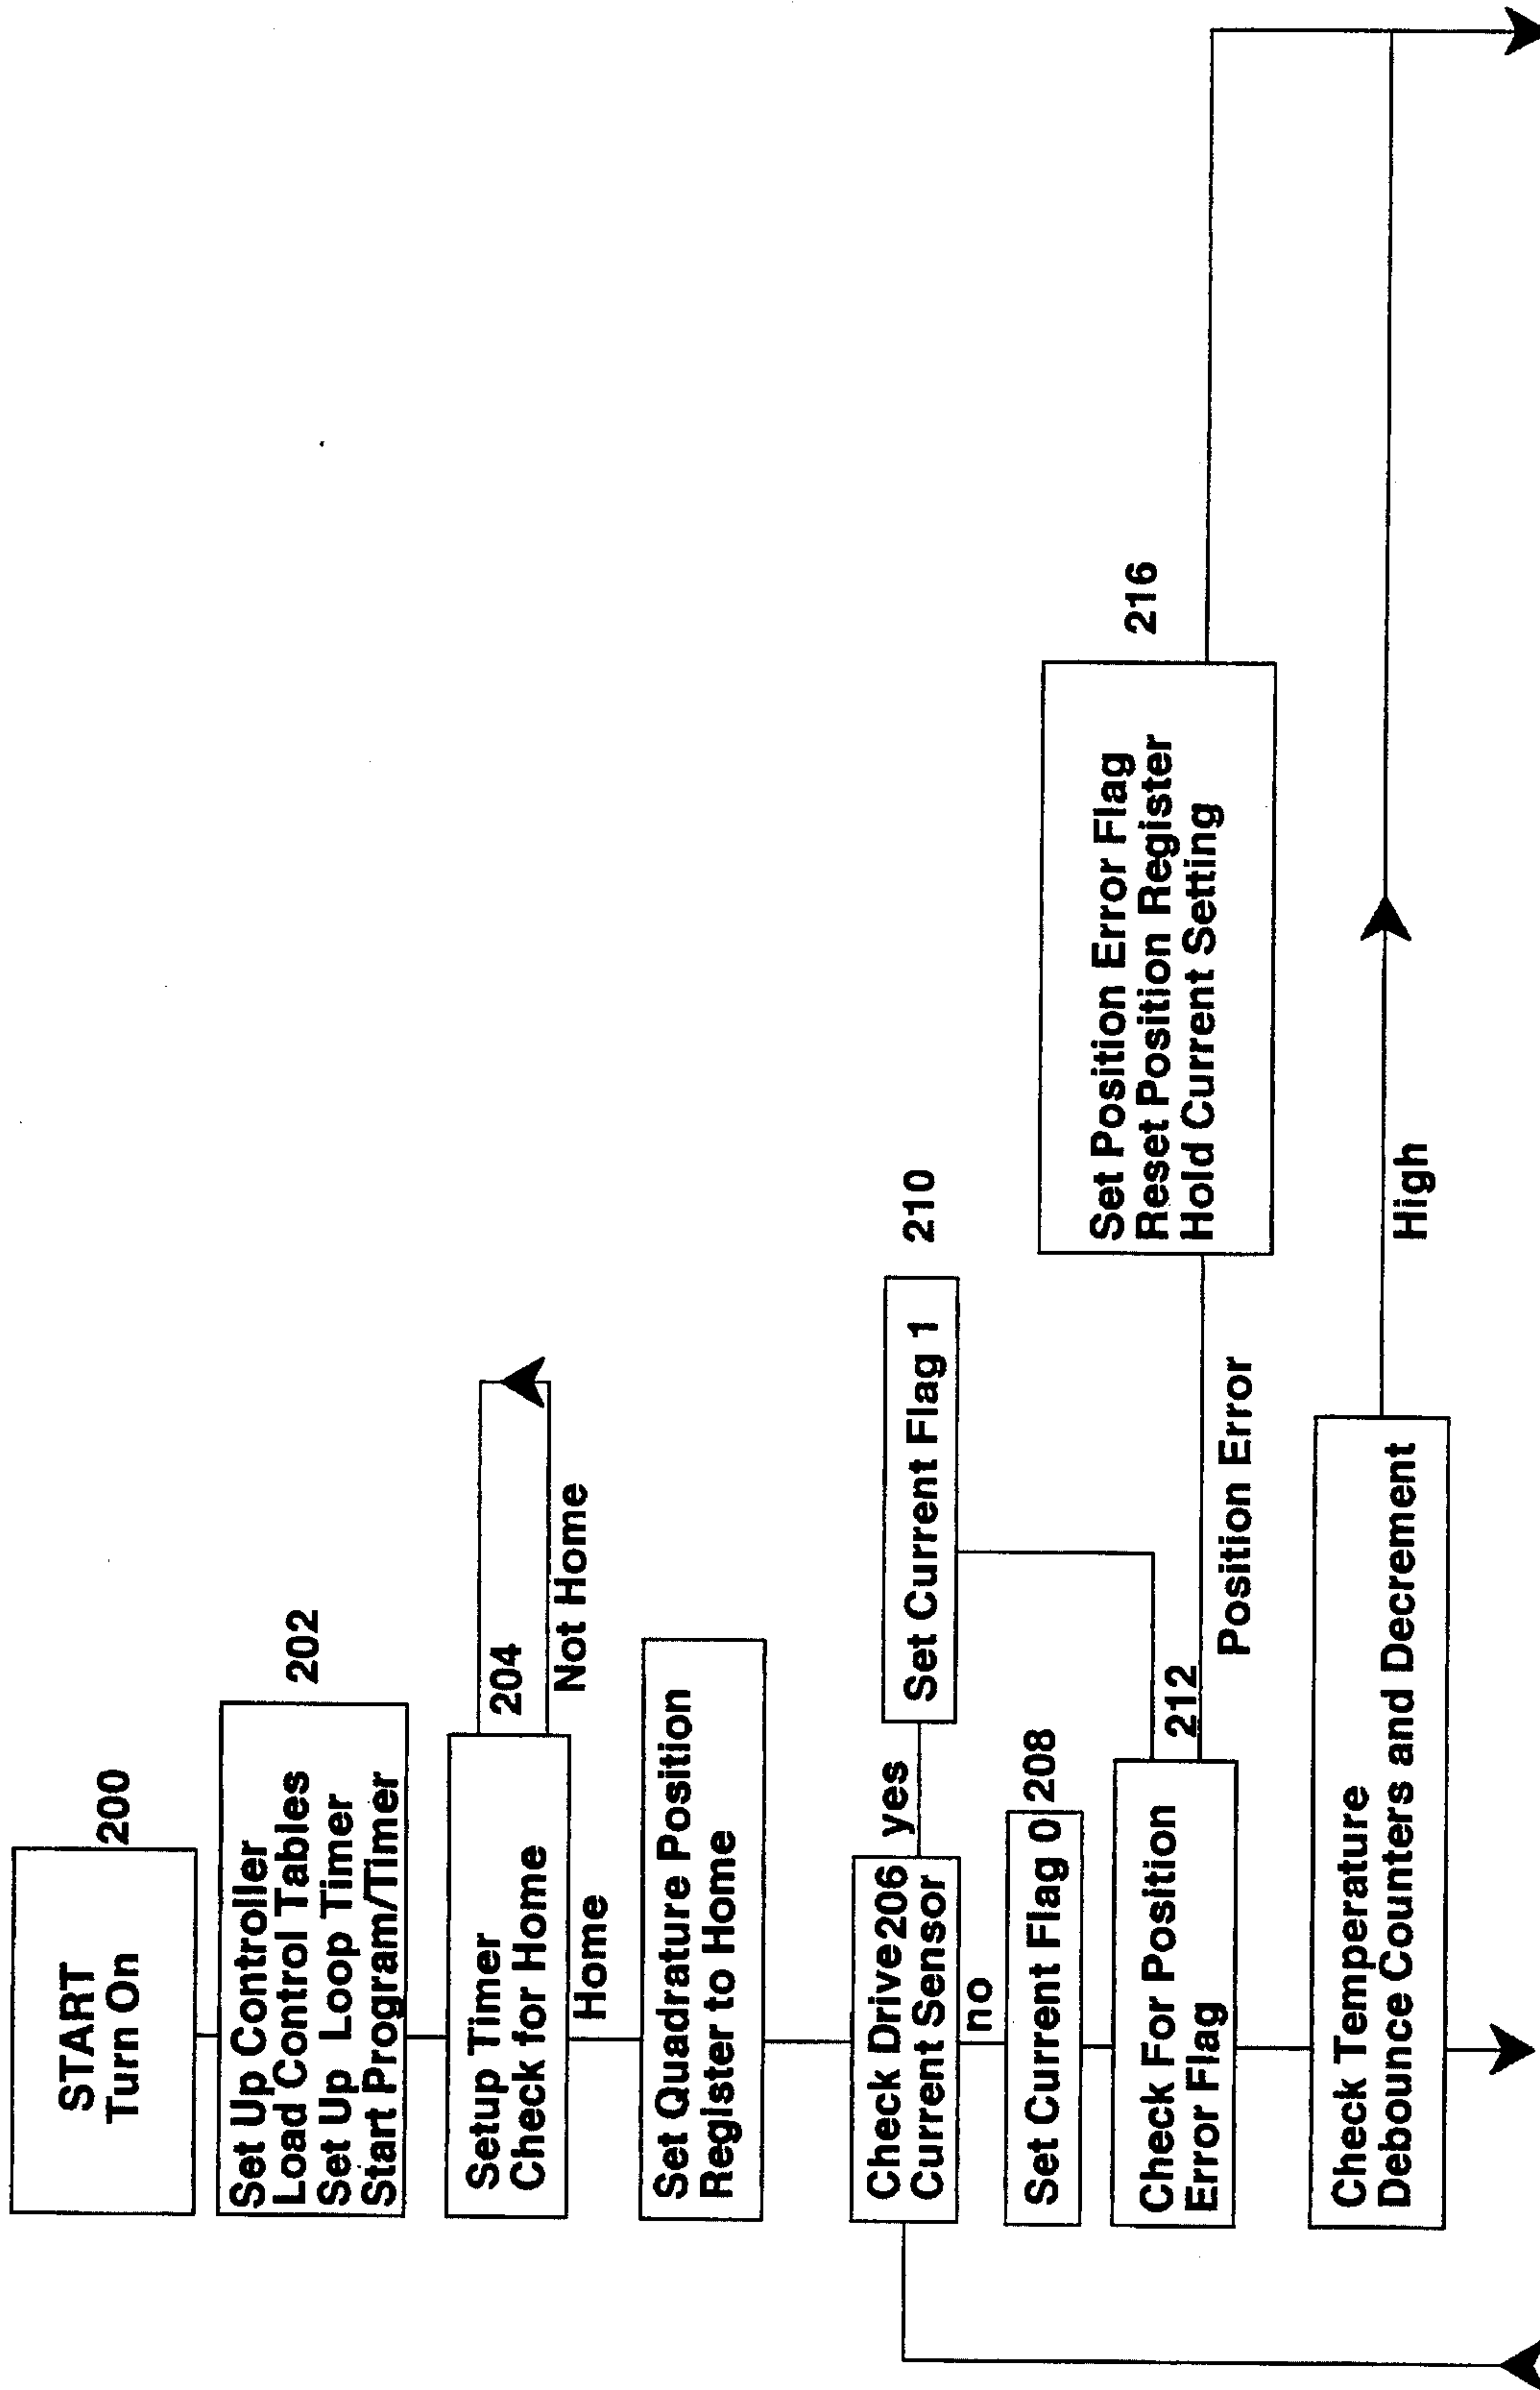 START
Turn On
200
Set Up Controller
Load Control Tables
Set Up Loop Timer
Start Program/Timer
202
Setup Timer
Check for Home
204
Not Home
Home
Set Quadrature Position
Register to Home
Check Drive206
Current Sensor
yes
Set Current Flag 1
210
no
Set Current Flag 0
208
Check For Position
Error Flag
212
Position Error
Set Position Error Flag
Reset Position Register
Hold Current Setting
216
Check Temperature
Debounce Counters and Decrement
High